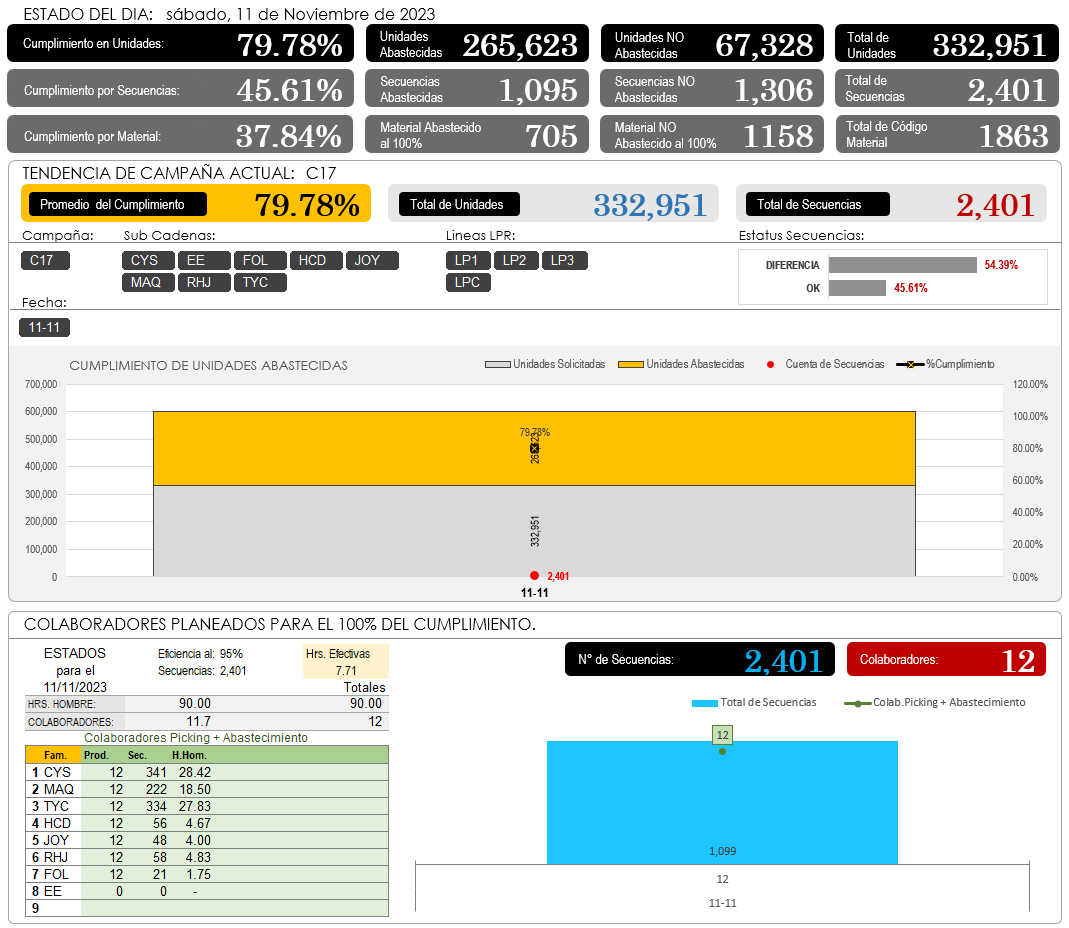 ESTADO DEL DIA: sábado, 11 de Noviembre de 2023
Cumplimiento en Unidades: 79.78%
Unidades Abastecidas 265,623
Unidades NO Abastecidas 67,328
Total de Unidades 332,951
Cumplimiento por Secuencias: 45.61%
Secuencias Abastecidas 1,095
Secuencias NO Abastecidas 1,306
Total de Secuencias 2,401
Cumplimiento por Material: 37.84%
Material Abastecido al 100% 705
Material NO Abastecido al 100% 1158
Total de Código Material 1863
TENDENCIA DE CAMPAÑA ACTUAL: C17
Promedio del Cumplimiento 79.78%
Total de Unidades 332,951
Total de Secuencias 2,401
Campaña: Sub Cadenas: Lineas LPR: Estatus Secuencias:
C17 CYS EE FOL HCD JOY LP1 LP2 LP3
MAQ RHJ TYC LPC
DIFERENCIA 54.39%
OK 45.61%
Fecha:
11-11
CUMPLIMIENTO DE UNIDADES ABASTECIDAS
Unidades Solicitadas Unidades Abastecidas Cuenta de Secuencias %Cumplimiento
700,000 120.00%
600,000 100.00%
500,000 80.00%
400,000 60.00%
300,000 40.00%
200,000 20.00%
100,000 0.00%
0
79.78%
265,623
332,951
2,401
11-11
COLABORADORES PLANEADOS PARA EL 100% DEL CUMPLIMIENTO.
ESTADOS Eficiencia al: 95% Hrs. Efectivas
para el Secuencias: 2,401 7.71
11/11/2023 Totales
HRS. HOMBRE: 90.00 90.00
COLABORADORES: 11.7 12
Colaboradores Picking + Abastecimiento
Fam. Prod. Sec. H.Hom.
1 CYS 12 341 28.42
2 MAQ 12 222 18.50
3 TYC 12 334 27.83
4 HCD 12 56 4.67
5 JOY 12 48 4.00
6 RHJ 12 58 4.83
7 FOL 12 21 1.75
8 EE 0 0 -
9
N° de Secuencias: 2,401
Colaboradores: 12
Total de Secuencias Colab.Picking + Abastecimiento
12
1,099
12
11-11